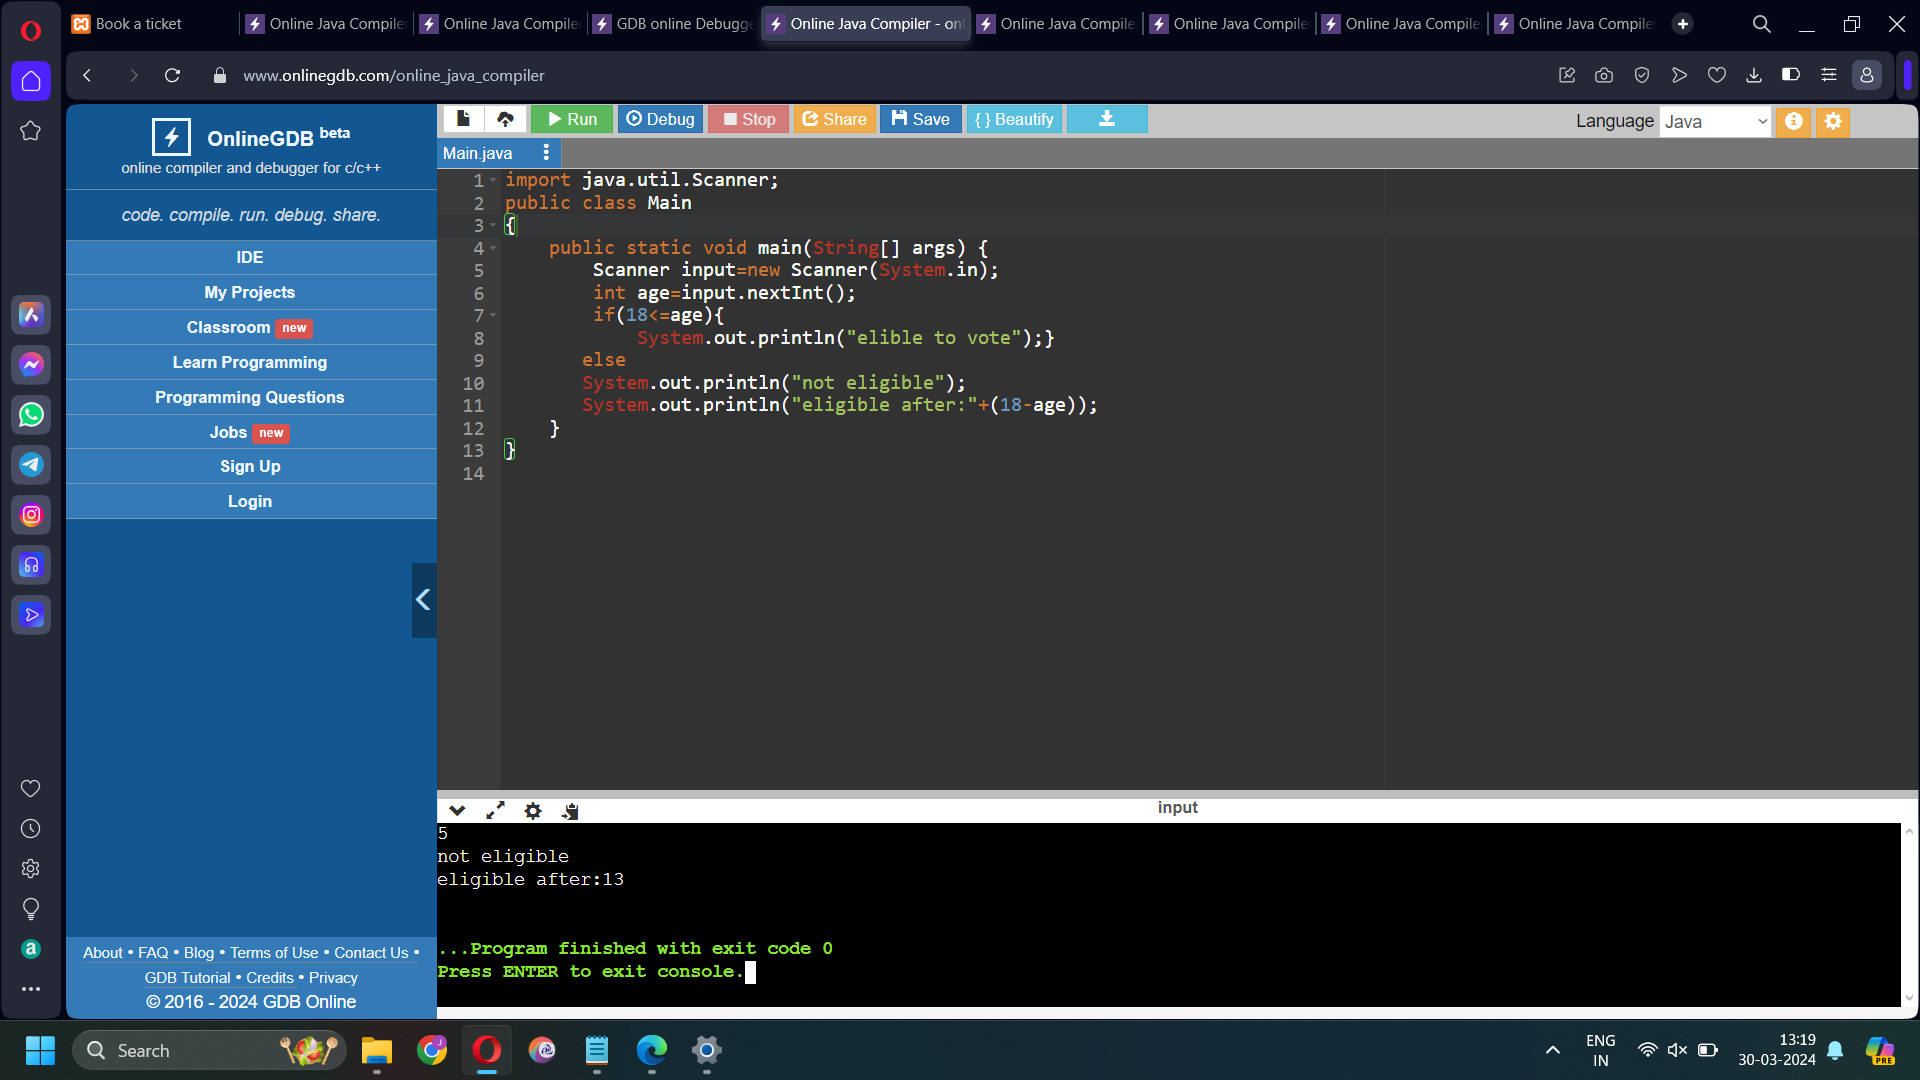 Book a ticket
Online Java Compile
Online Java Compile
GDB online Debugge
Online Java Compiler - on
Online Java Compile
Online Java Compile
Online Java Compile
Online Java Compile
www.onlinegdb.com/online_java_compiler
OnlineGDB beta
online compiler and debugger for c/c++
code. compile. run. debug. share.
IDE
My Projects
Classroom new
Learn Programming
Programming Questions
Jobs new
Sign Up
Login
About • FAQ • Blog • Terms of Use • Contact Us •
GDB Tutorial • Credits • Privacy
© 2016 - 2024 GDB Online
Run Debug Stop Share Save { } Beautify
Language Java
Main.java
1 import java.util.Scanner;
2 public class Main
3 {
4 public static void main(String[] args) {
5 Scanner input=new Scanner(System.in);
6 int age=input.nextInt();
7 if(18<=age){
8 System.out.println("elible to vote");}
9 else
10 System.out.println("not eligible");
11 System.out.println("eligible after:"+(18-age));
12 }
13 }
14
input
5
not eligible
eligible after:13
...Program finished with exit code 0
Press ENTER to exit console.
Search
ENG
IN
13:19
30-03-2024
PRE